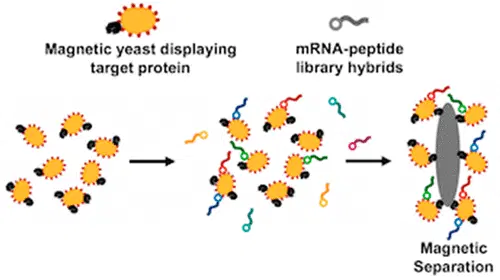 Magnetic yeast displaying
target protein
mRNA-peptide
library hybrids
Magnetic
Separation